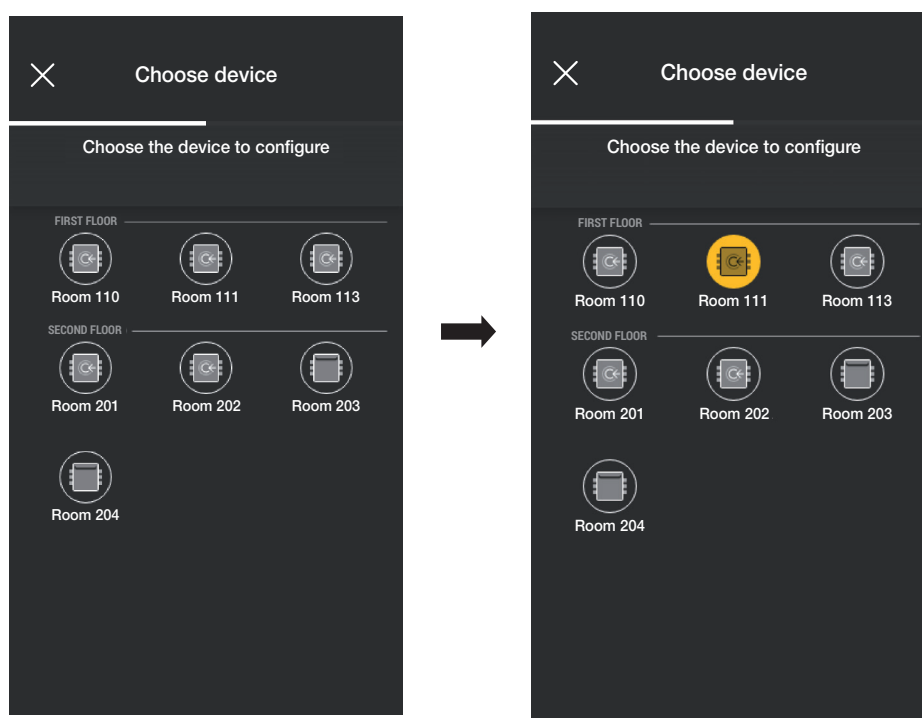 Choose device
Choose the device to configure
FIRST FLOOR
Room 110 Room 111 Room 113
SECOND FLOOR
Room 201 Room 202 Room 203
Room 204
Choose device
Choose the device to configure
FIRST FLOOR
Room 110 Room 111 Room 113
SECOND FLOOR
Room 201 Room 202 Room 203
Room 204